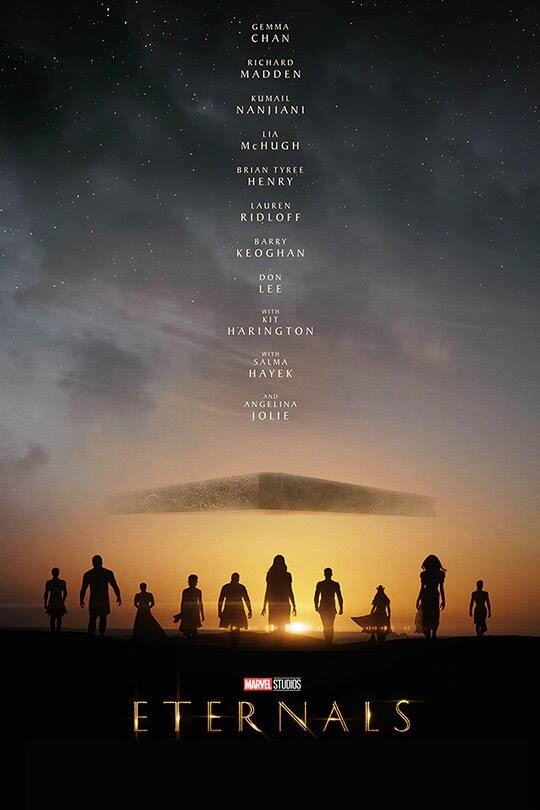 GEMMA
CHAN
RICHARD
MADDEN
KUMAIL
NANJIANI
LIA
McHUGH
BRIAN TYREE
HENRY
LAUREN
RIDLOFF
BARRY
KEOGHAN
DON
LEE
WITH
KIT
HARINGTON
WITH
SALMA
HAYEK
AND
ANGELINA
JOLIE
MARVEL STUDIOS
ETERNALS